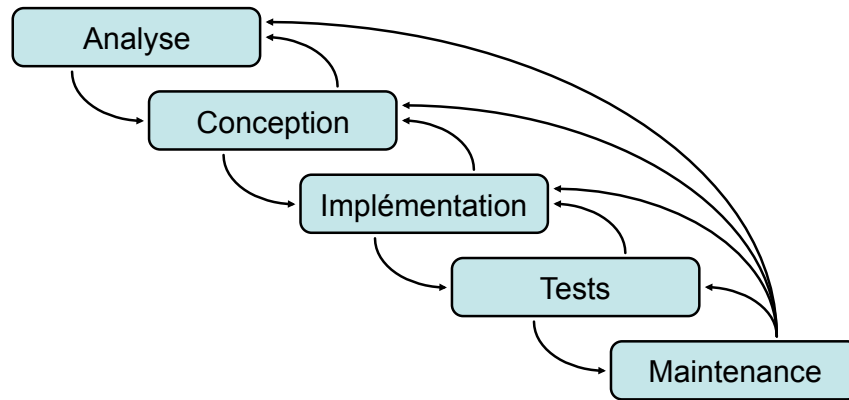 Analyse
Conception
Implémentation
Tests
Maintenance